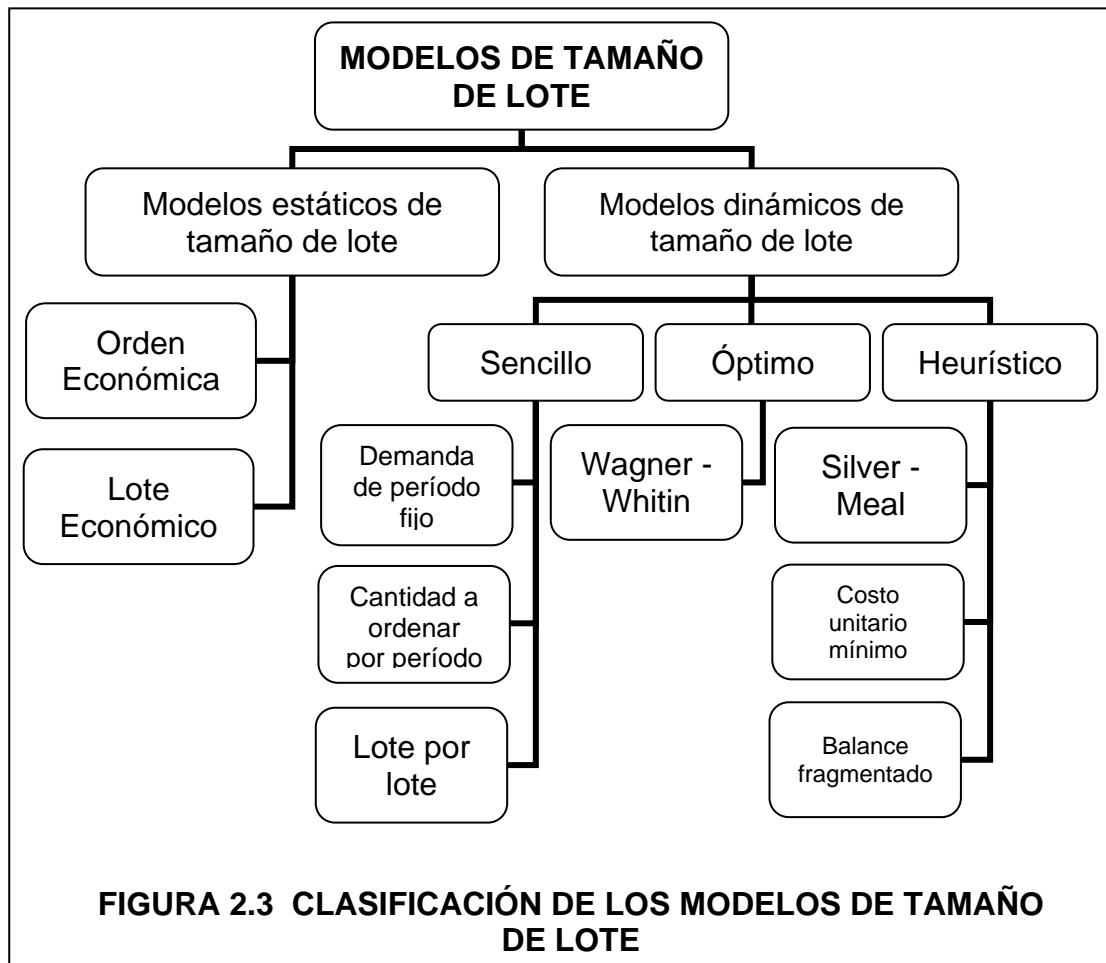 MODELOS DE TAMAÑO
DE LOTE
Modelos estáticos de
tamaño de lote
Modelos dinámicos de
tamaño de lote
Orden
Económica
Lote
Económico
Sencillo
Óptimo
Heurístico
Demanda
de período
fijo
Cantidad a
ordenar
por período
Lote por
lote
Wagner -
Whitin
Silver -
Meal
Costo
unitario
mínimo
Balance
fragmentado
FIGURA 2.3 CLASIFICACIÓN DE LOS MODELOS DE TAMAÑO
DE LOTE